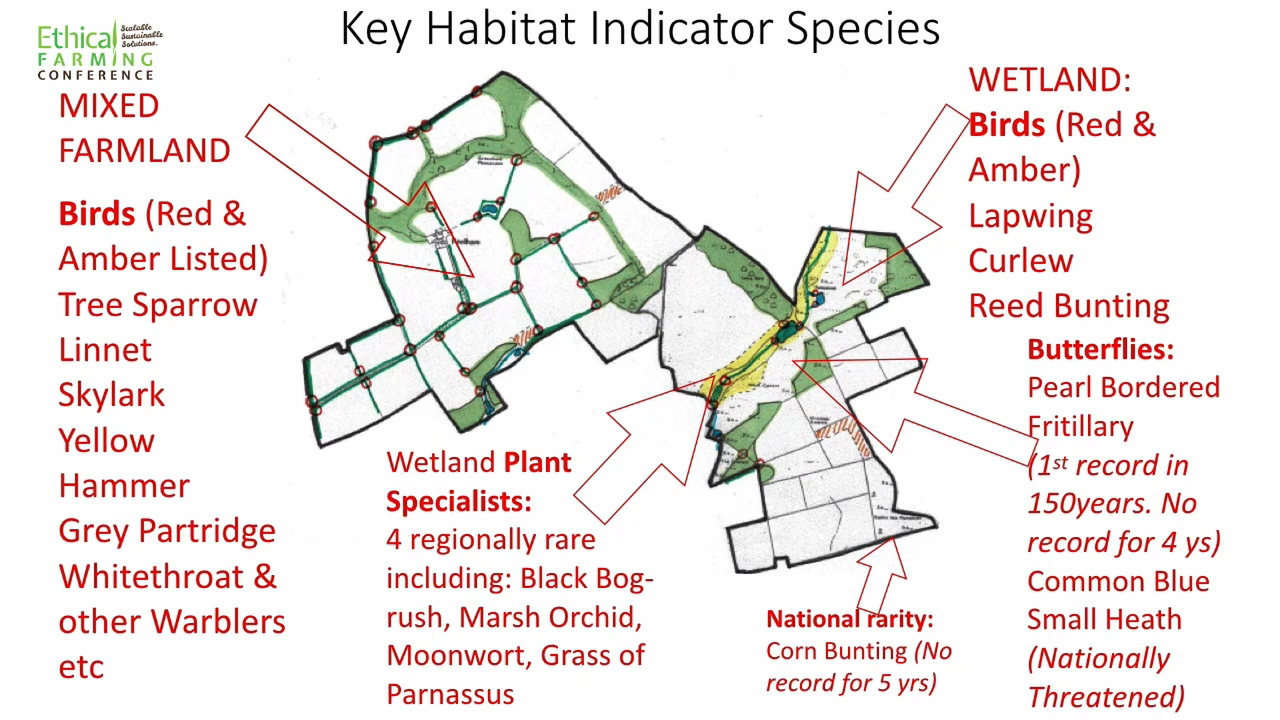 Key Habitat Indicator Species
Ethical
FARMING
CONFERENCE
Scalable
Sustainable
Solutions.
MIXED
FARMLAND
Birds (Red &
Amber Listed)
Tree Sparrow
Linnet
Skylark
Yellow
Hammer
Grey Partridge
Whitethroat &
other Warblers
etc
Wetland Plant
Specialists:
4 regionally rare
including: Black Bog-
rush, Marsh Orchid,
Moonwort, Grass of
Parnassus
National rarity:
Corn Bunting (No
record for 5 yrs)
WETLAND:
Birds (Red &
Amber)
Lapwing
Curlew
Reed Bunting
Butterflies:
Pearl Bordered
Fritillary
(1st record in
150years. No
record for 4 ys)
Common Blue
Small Heath
(Nationally
Threatened)